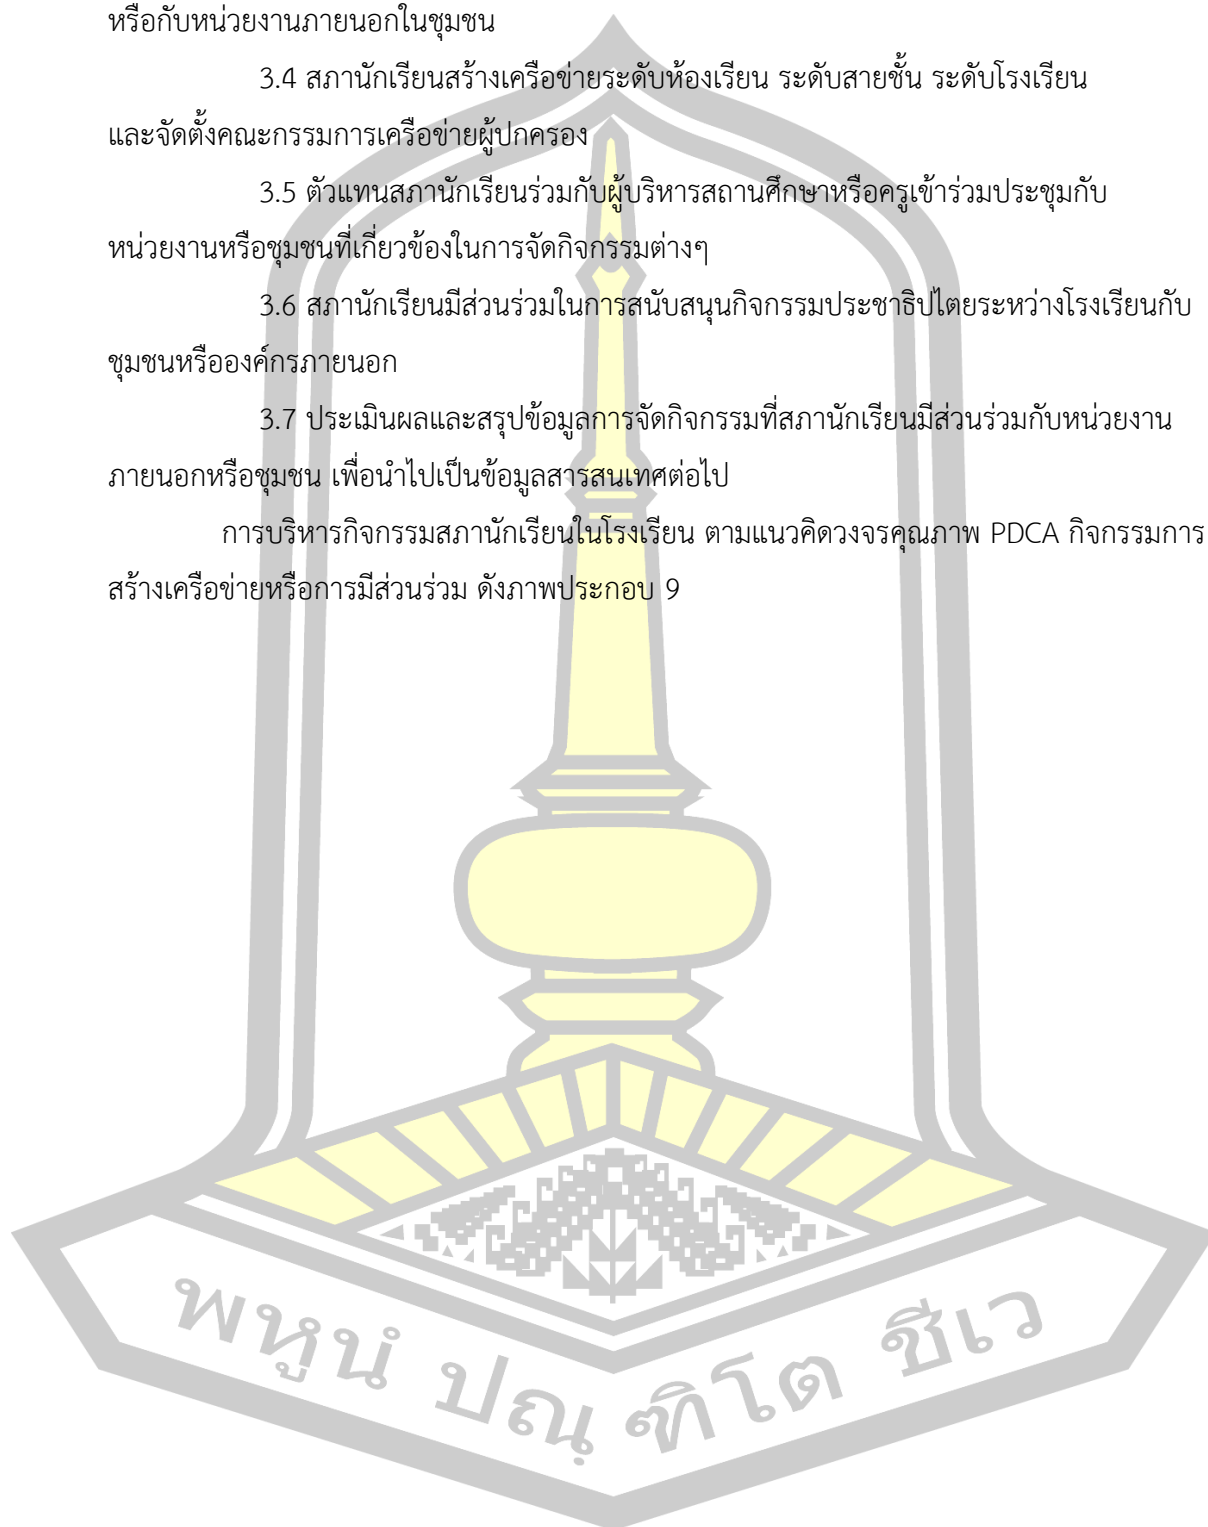 หรือกับหน่วยงานภายนอกในชุมชน
3.4 สภานักเรียนสร้างเครือข่ายระดับห้องเรียน ระดับสายชั้น ระดับโรงเรียน
และจัดตั้งคณะกรรมการเครือข่ายผู้ปกครอง
3.5 ตัวแทนสภานักเรียนร่วมกับผู้บริหารสถานศึกษาหรือครูเข้าร่วมประชุมกับ
หน่วยงานหรือชุมชนที่เกี่ยวข้องในการจัดกิจกรรมต่างๆ
3.6 สภานักเรียนมีส่วนร่วมในการสนับสนุนกิจกรรมประชาธิปไตยระหว่างโรงเรียนกับ
ชุมชนหรือองค์กรภายนอก
3.7 ประเมินผลและสรุปข้อมูลการจัดกิจกรรมที่สภานักเรียนมีส่วนร่วมกับหน่วยงาน
ภายนอกหรือชุมชน เพื่อนำไปเป็นข้อมูลสารสนเทศต่อไป
การบริหารกิจกรรมสภานักเรียนในโรงเรียน ตามแนวคิดวงจรคุณภาพ PDCA กิจกรรมการ
สร้างเครือข่ายหรือการมีส่วนร่วม ดังภาพประกอบ 9
พหูนํ ปณฺฑิโต ชีเว